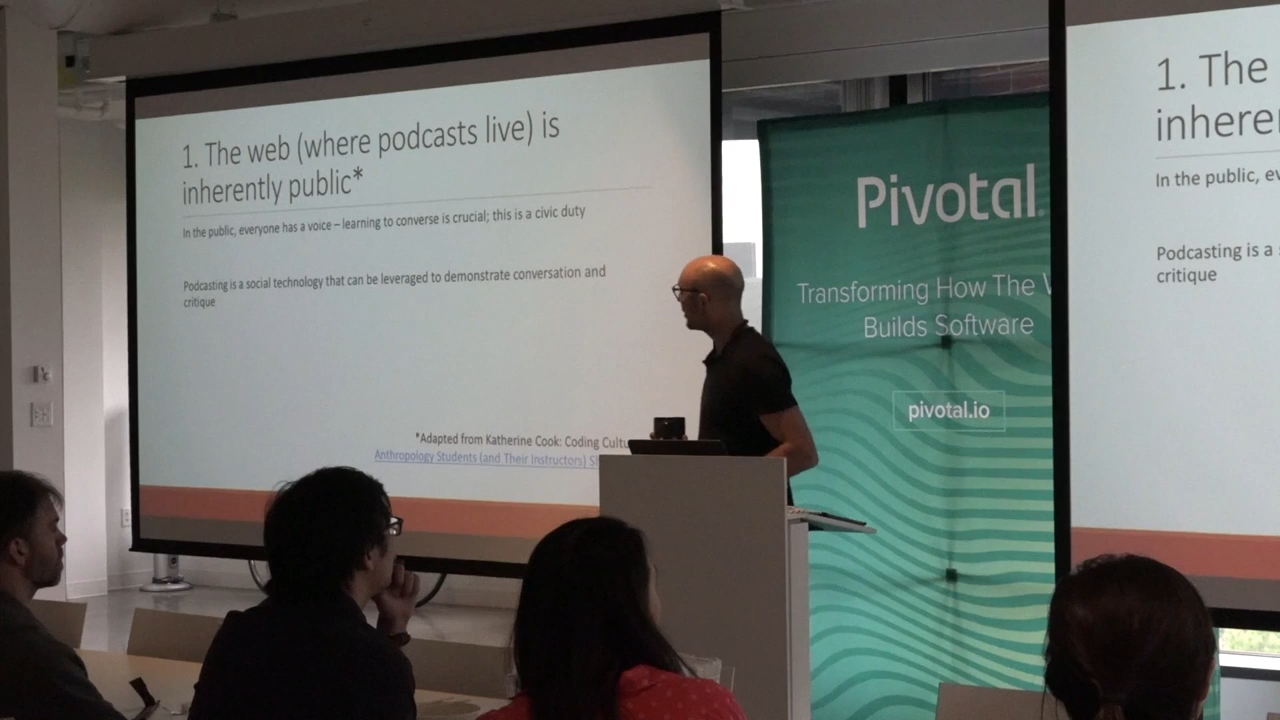 1. The web (where podcasts live) is
inherently public*
In the public, everyone has a voice – learning to converse is crucial; this is a civic duty
Podcasting is a social technology that can be leveraged to demonstrate conversation and
critique
*Adapted from Katherine Cook: Coding
Anthropology Students (and Their Instructors)
Pivotal
Transforming How The
Builds Software
pivotal.io
1. The
In the public,
Podcasting is a
critique